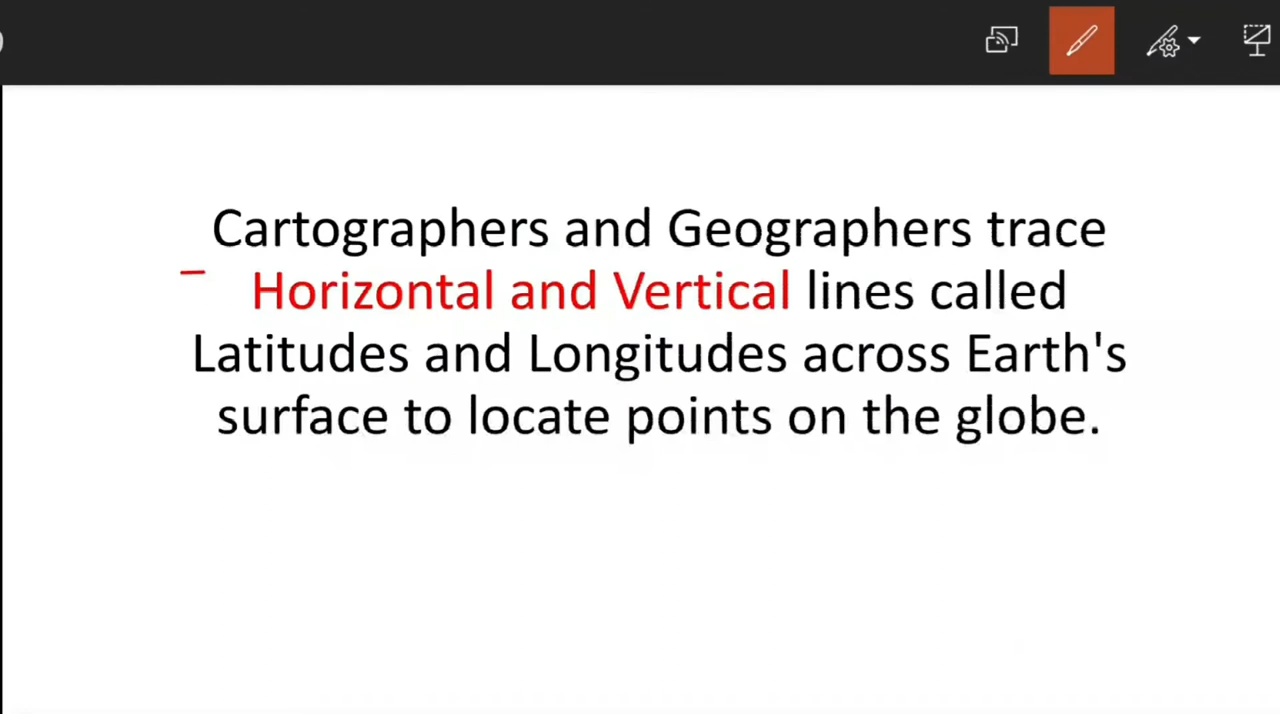 Cartographers and Geographers trace
Horizontal and Vertical lines called
Latitudes and Longitudes across Earth's
surface to locate points on the globe.